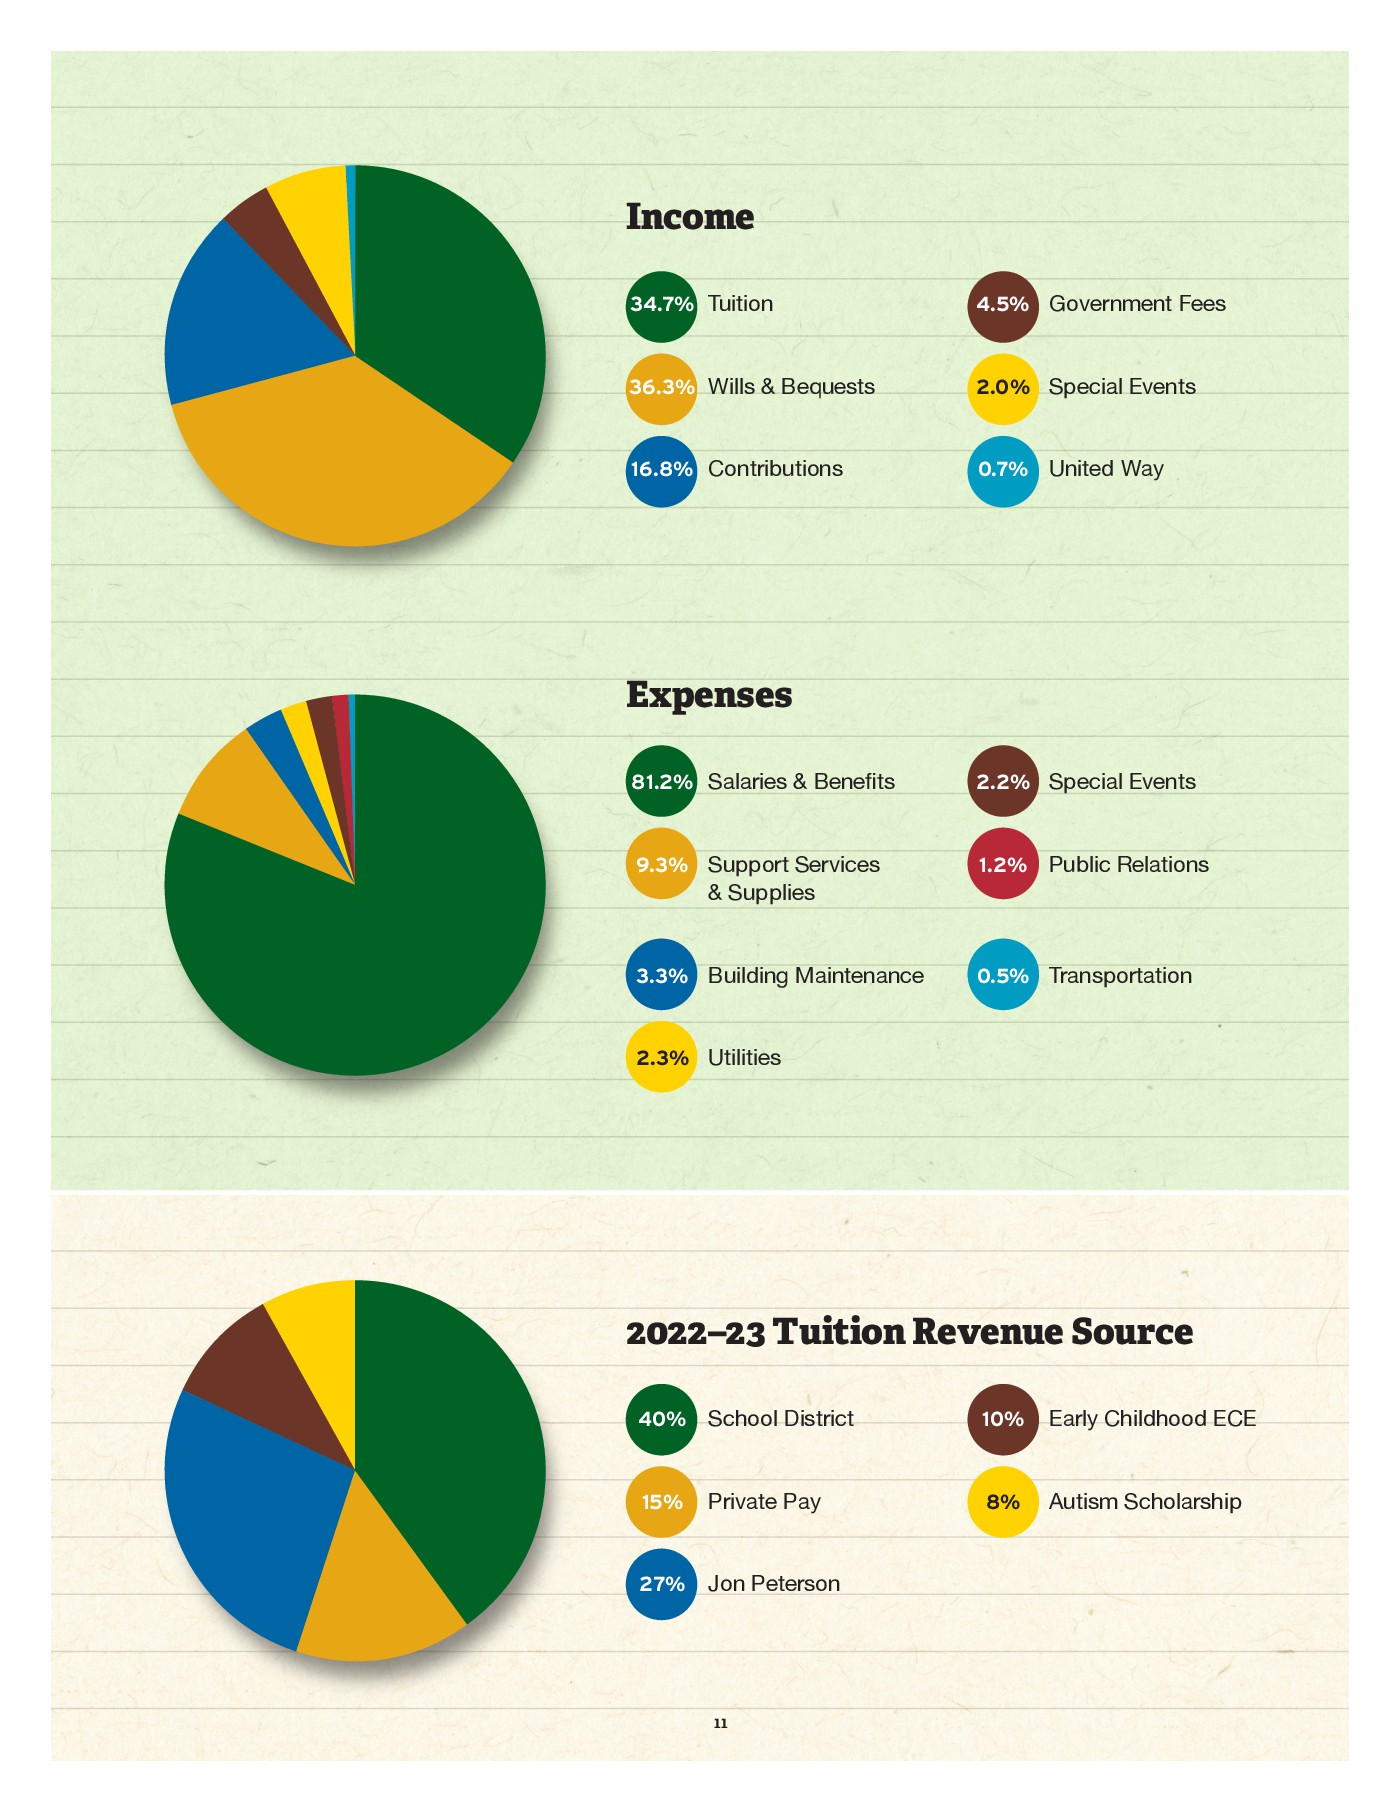 Income
34.7% Tuition
36.3% Wills & Bequests
16.8% Contributions
4.5% Government Fees
2.0% Special Events
0.7% United Way
Expenses
81.2% Salaries & Benefits
9.3% Support Services
& Supplies
3.3% Building Maintenance
2.3% Utilities
2.2% Special Events
1.2% Public Relations
0.5% Transportation
2022–23 Tuition Revenue Source
40% School District
15% Private Pay
27% Jon Peterson
10% Early Childhood ECE
8% Autism Scholarship
11